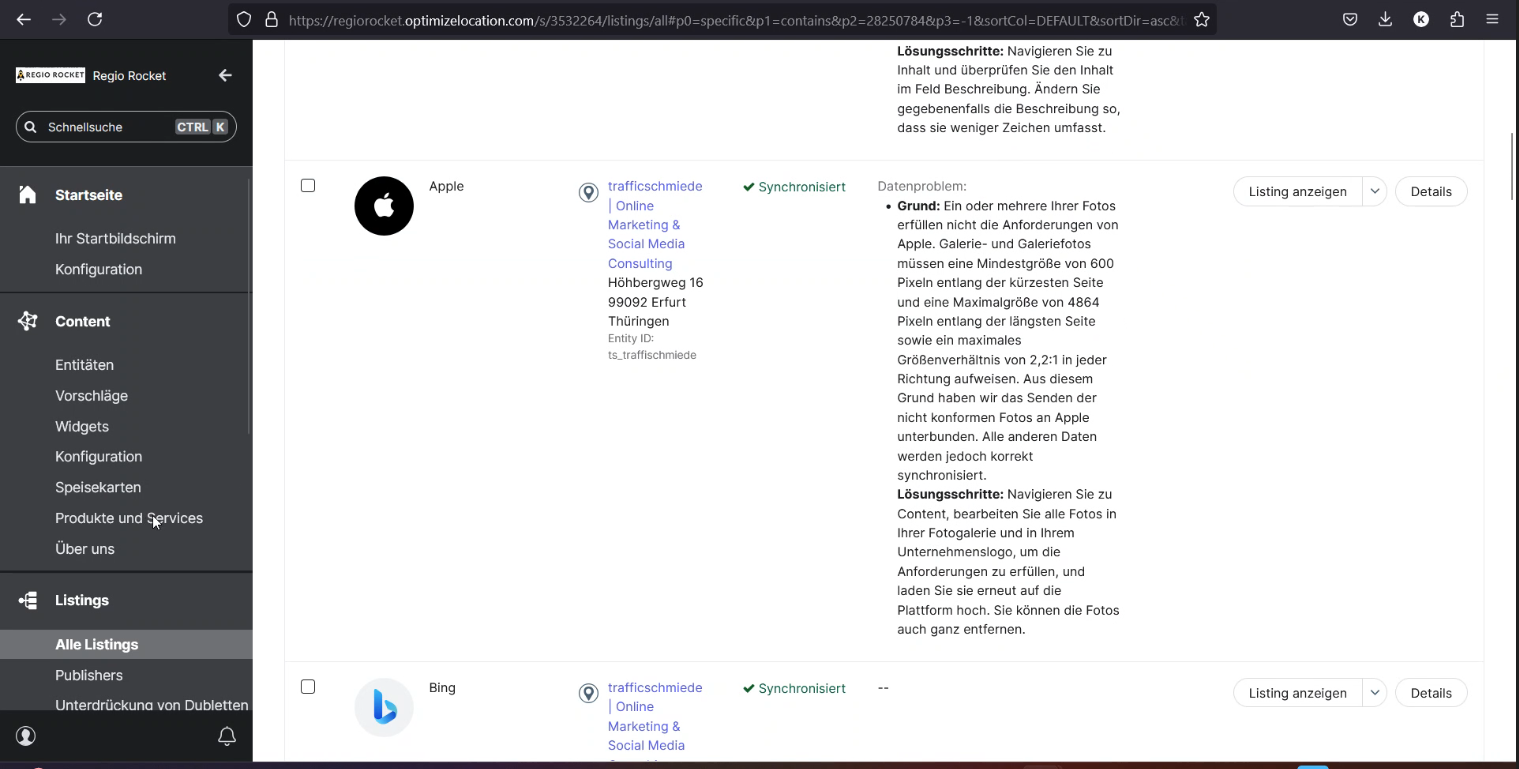 https://regiorocket.optimizelocation.com/s/3532264/listings/all#p0=specific&p1=contains&p2=28250784&p3=-1&sortCol=DEFAULT&sortDir=asc&t
K
REGIO ROCKET
Regio Rocket
Schnellsuche
CTRL K
Startseite
Ihr Startbildschirm
Konfiguration
Content
Entitäten
Vorschläge
Widgets
Konfiguration
Speisekarten
Produkte und Services
Über uns
Listings
Alle Listings
Publishers
Unterdrückung von Dubletten
Lösungsschritte: Navigieren Sie zu
Inhalt und überprüfen Sie den Inhalt
im Feld Beschreibung. Ändern Sie
gegebenenfalls die Beschreibung so,
dass sie weniger Zeichen umfasst.
Apple
trafficschmiede
| Online
Marketing &
Social Media
Consulting
Höhbergweg 16
99092 Erfurt
Thüringen
Entity ID:
ts_traffischmiede
Synchronisiert
Datenproblem:
• Grund: Ein oder mehrere Ihrer Fotos
erfüllen nicht die Anforderungen von
Apple. Galerie- und Galeriefotos
müssen eine Mindestgröße von 600
Pixeln entlang der kürzesten Seite
und eine Maximalgröße von 4864
Pixeln entlang der längsten Seite
sowie ein maximales
Größenverhältnis von 2,2:1 in jeder
Richtung aufweisen. Aus diesem
Grund haben wir das Senden der
nicht konformen Fotos an Apple
unterbunden. Alle anderen Daten
werden jedoch korrekt
synchronisiert.
Lösungsschritte: Navigieren Sie zu
Content, bearbeiten Sie alle Fotos in
Ihrer Fotogalerie und in Ihrem
Unternehmenslogo, um die
Anforderungen zu erfüllen, und
laden Sie sie erneut auf die
Plattform hoch. Sie können die Fotos
auch ganz entfernen.
Listing anzeigen
Details
Bing
trafficschmiede
| Online
Marketing &
Social Media
Synchronisiert
--
Listing anzeigen
Details